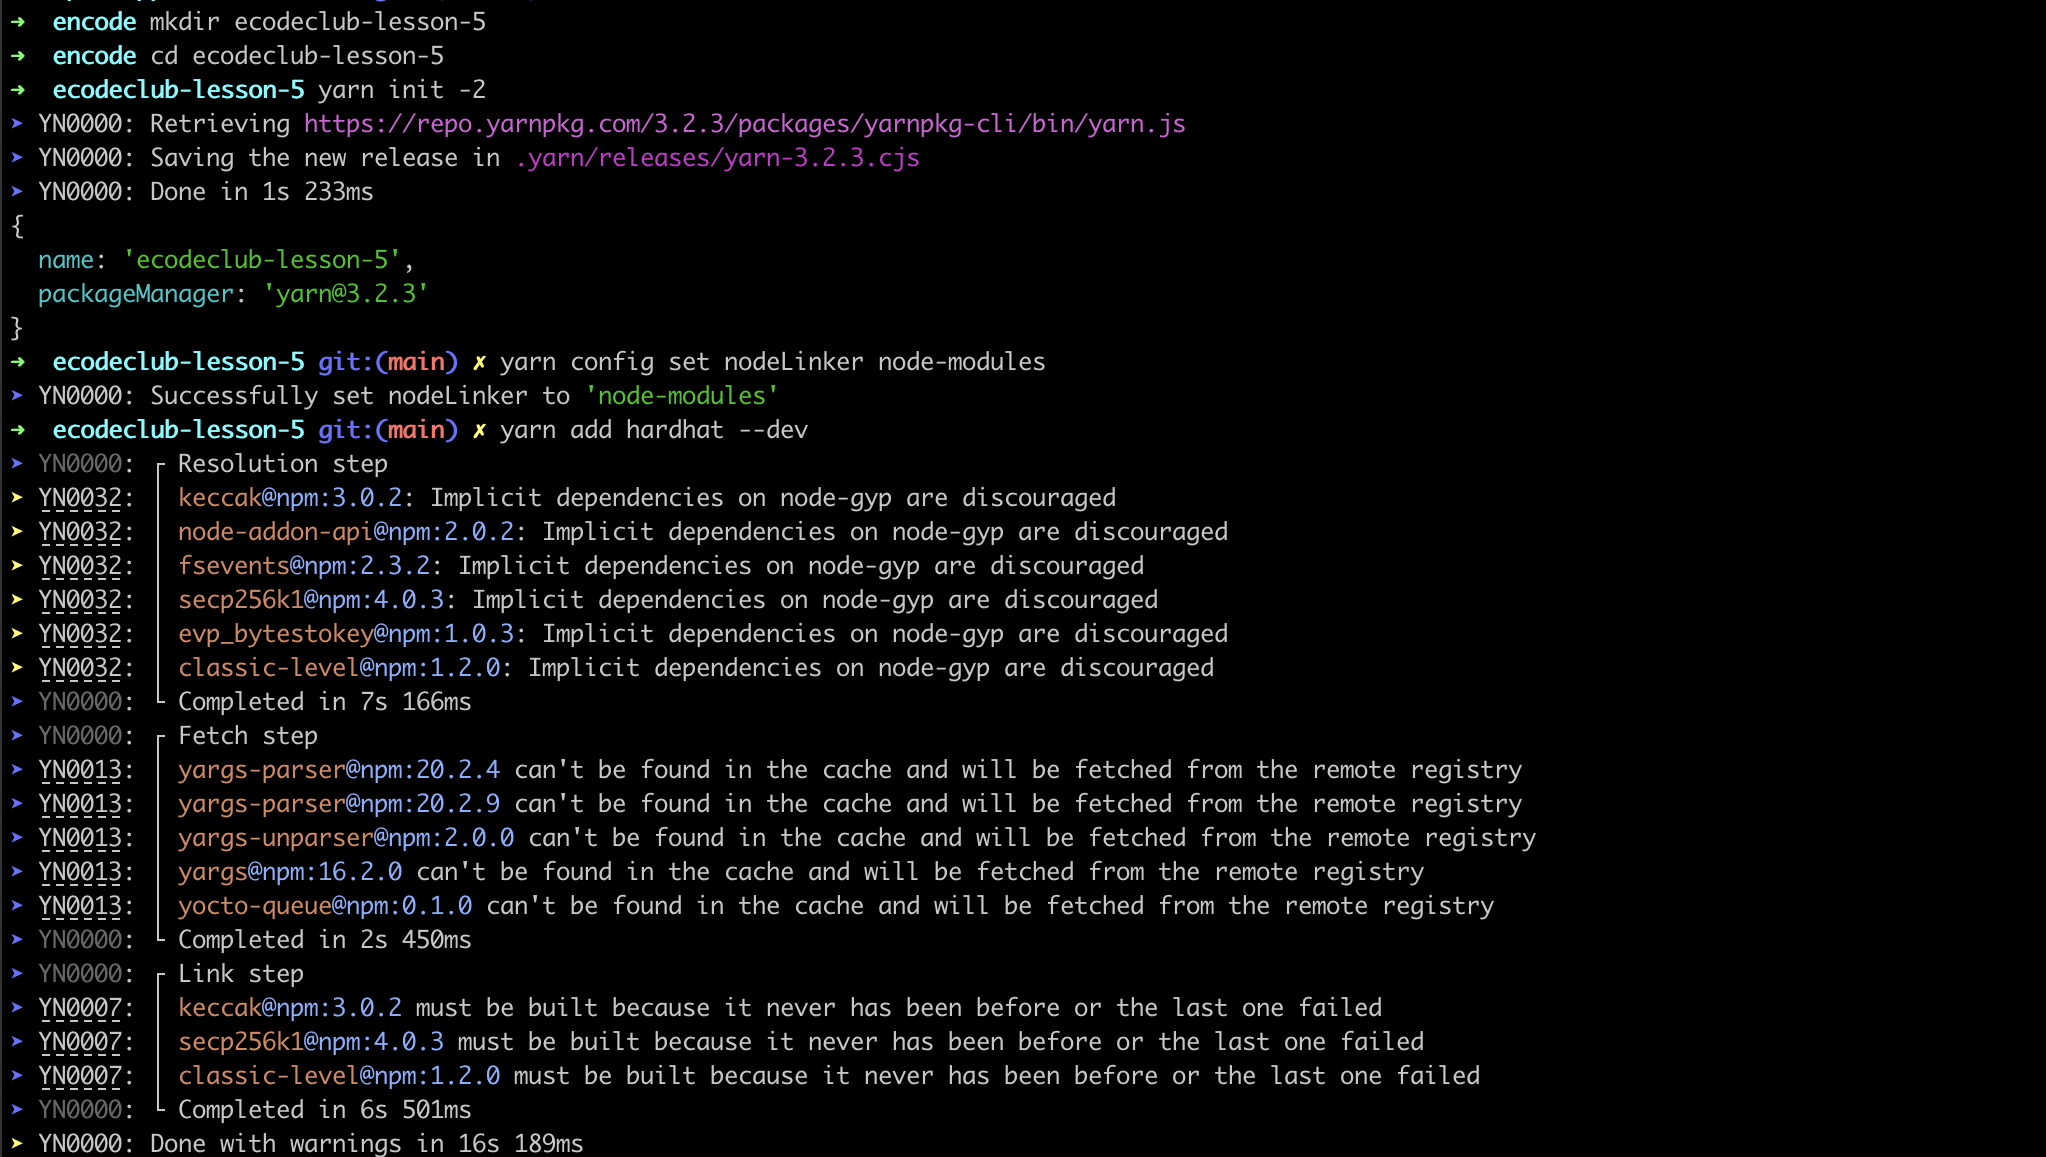 ➜  encode mkdir ecodeclub-lesson-5
➜  encode cd ecodeclub-lesson-5
➜  ecodeclub-lesson-5 yarn init -2
➤ YN0000: Retrieving https://repo.yarnpkg.com/3.2.3/packages/yarnpkg-cli/bin/yarn.js
➤ YN0000: Saving the new release in .yarn/releases/yarn-3.2.3.cjs
➤ YN0000: Done in 1s 233ms
{
  name: 'ecodeclub-lesson-5',
  packageManager: 'yarn@3.2.3'
}
➜  ecodeclub-lesson-5 git:(main) ✗ yarn config set nodeLinker node-modules
➤ YN0000: Successfully set nodeLinker to 'node-modules'
➜  ecodeclub-lesson-5 git:(main) ✗ yarn add hardhat --dev
➤ YN0000: ┌ Resolution step
➤ YN0032: │ keccak@npm:3.0.2: Implicit dependencies on node-gyp are discouraged
➤ YN0032: │ node-addon-api@npm:2.0.2: Implicit dependencies on node-gyp are discouraged
➤ YN0032: │ fsevents@npm:2.3.2: Implicit dependencies on node-gyp are discouraged
➤ YN0032: │ secp256k1@npm:4.0.3: Implicit dependencies on node-gyp are discouraged
➤ YN0032: │ evp_bytestokey@npm:1.0.3: Implicit dependencies on node-gyp are discouraged
➤ YN0032: │ classic-level@npm:1.2.0: Implicit dependencies on node-gyp are discouraged
➤ YN0000: └ Completed in 7s 166ms
➤ YN0000: ┌ Fetch step
➤ YN0013: │ yargs-parser@npm:20.2.4 can't be found in the cache and will be fetched from the remote registry
➤ YN0013: │ yargs-parser@npm:20.2.9 can't be found in the cache and will be fetched from the remote registry
➤ YN0013: │ yargs-unparser@npm:2.0.0 can't be found in the cache and will be fetched from the remote registry
➤ YN0013: │ yargs@npm:16.2.0 can't be found in the cache and will be fetched from the remote registry
➤ YN0013: │ yocto-queue@npm:0.1.0 can't be found in the cache and will be fetched from the remote registry
➤ YN0000: └ Completed in 2s 450ms
➤ YN0000: ┌ Link step
➤ YN0007: │ keccak@npm:3.0.2 must be built because it never has been before or the last one failed
➤ YN0007: │ secp256k1@npm:4.0.3 must be built because it never has been before or the last one failed
➤ YN0007: │ classic-level@npm:1.2.0 must be built because it never has been before or the last one failed
➤ YN0000: └ Completed in 6s 501ms
➤ YN0000: Done with warnings in 16s 189ms